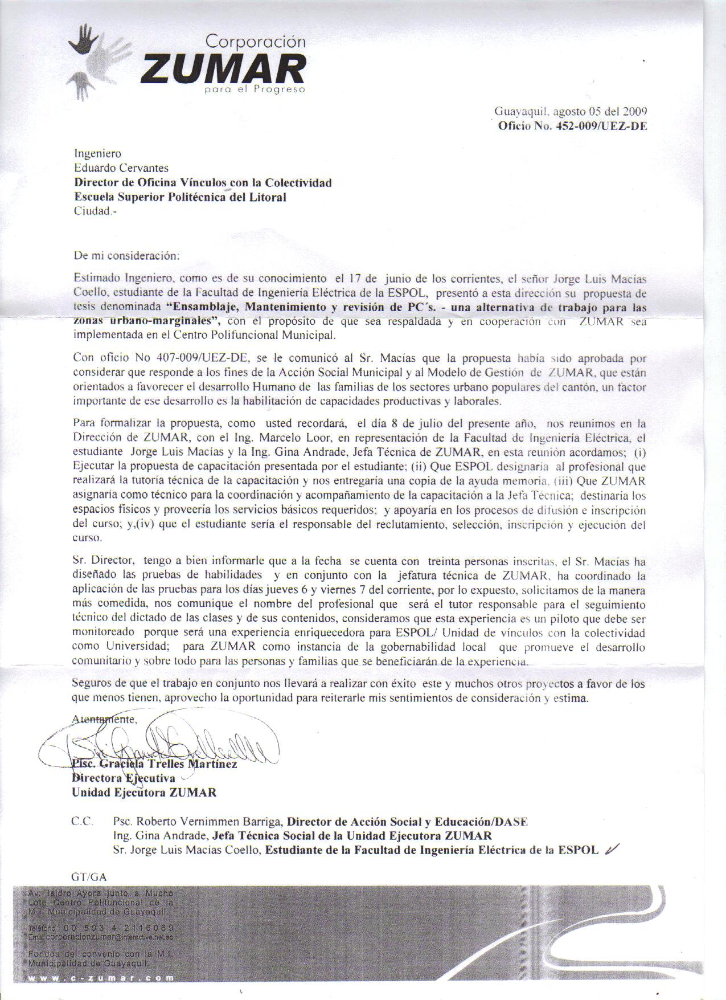 Corporación
ZUMAR
para el Progreso
Guayaquil, agosto 05 del 2009
Oficio No. 452-009/UEZ-DE
Ingeniero
Eduardo Cervantes
Director de Oficina Vínculos con la Colectividad
Escuela Superior Politécnica del Litoral
Ciudad.-
De mi consideración:
Estimado Ingeniero, como es de su conocimiento el 17 de junio de los corrientes, el señor Jorge Luis Macías
Coello, estudiante de la Facultad de Ingeniería Eléctrica de la ESPOL, presentó a esta dirección su propuesta de
tesis denominada “Ensamblaje, Mantenimiento y revisión de PC´s. - una alternativa de trabajo para las
zonas urbano-marginales”, con el propósito de que sea respaldada y en cooperación con ZUMAR sea
implementada en el Centro Polifuncional Municipal.
Con oficio No 407-009/UEZ-DE, se le comunicó al Sr. Macías que la propuesta había sido aprobada por
considerar que responde a los fines de la Acción Social Municipal y al Modelo de Gestión de ZUMAR, que están
orientados a favorecer el desarrollo Humano de las familias de los sectores urbano populares del cantón, un factor
importante de ese desarrollo es la habilitación de capacidades productivas y laborales.
Para formalizar la propuesta, como usted recordará, el día 8 de julio del presente año, nos reunimos en la
Dirección de ZUMAR, con el Ing. Marcelo Loor, en representación de la Facultad de Ingeniería Eléctrica, el
estudiante Jorge Luis Macías y la Ing. Gina Andrade, Jefa Técnica de ZUMAR, en esta reunión acordamos; (i)
Ejecutar la propuesta de capacitación presentada por el estudiante; (ii) Que ESPOL designaría al profesional que
realizará la tutoría técnica de la capacitación y nos entregaría una copia de la ayuda memoria, (iii) Que ZUMAR
asignaría como técnico para la coordinación y acompañamiento de la capacitación a la Jefa Técnica; destinaría los
espacios físicos y proveería los servicios básicos requeridos; y apoyaría en los procesos de difusión e inscripción
del curso; y,(iv) que el estudiante sería el responsable del reclutamiento, selección, inscripción y ejecución del
curso.
Sr. Director, tengo a bien informarle que a la fecha se cuenta con treinta personas inscritas, el Sr. Macías ha
diseñado las pruebas de habilidades y en conjunto con la jefatura técnica de ZUMAR, ha coordinado la
aplicación de las pruebas para los días jueves 6 y viernes 7 del corriente, por lo expuesto, solicitamos de la manera
más comedida, nos comunique el nombre del profesional que será el tutor responsable para el seguimiento
técnico del dictado de las clases y de sus contenidos, consideramos que esta experiencia es un piloto que debe ser
monitoreado porque será una experiencia enriquecedora para ESPOL/ Unidad de vínculos con la colectividad
como Universidad; para ZUMAR como instancia de la gobernabilidad local que promueve el desarrollo
comunitario y sobre todo para las personas y familias que se beneficiarán de la experiencia.
Seguros de que el trabajo en conjunto nos llevará a realizar con éxito este y muchos otros proyectos a favor de los
que menos tienen, aprovecho la oportunidad para reiterarle mis sentimientos de consideración y estima.
Atentamente,
Pisc. Graciela Trelles Martínez
Directora Ejecutiva
Unidad Ejecutora ZUMAR
C.C. Psc. Roberto Vernimmen Barriga, Director de Acción Social y Educación/DASE
Ing. Gina Andrade, Jefa Técnica Social de la Unidad Ejecutora ZUMAR
Sr. Jorge Luis Macías Coello, Estudiante de la Facultad de Ingeniería Eléctrica de la ESPOL
GT/GA
Av. Isidro Ayora junto a Mucho
Lote Centro Polifuncional de la
M.I. Municipalidad de Guayaquil.
Teléfono 00 593 4 2116069
Email corporacionzumar@interactive.net.ec
Fondos del convenio con la M.I.
Municipalidad de Guayaquil.
www.c-zumar.com